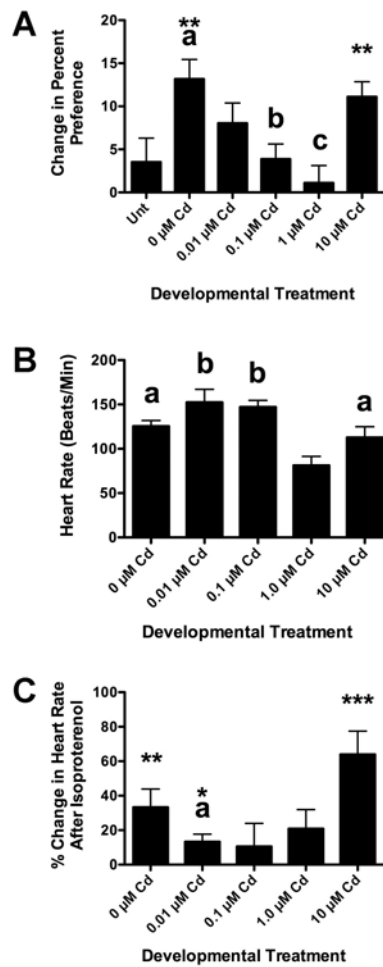 A
Change in Percent
Preference
20
15
10
5
0
**
a
b
c
**
Unt
0 µM Cd
0.01 µM Cd
0.1 µM Cd
1 µM Cd
10 µM Cd
Developmental Treatment
B
Heart Rate (Beats/Min)
200
150
100
50
0
a
b
b
a
0 µM Cd
0.01 µM Cd
0.1 µM Cd
1.0 µM Cd
10 µM Cd
Developmental Treatment
C
% Change in Heart Rate
After Isoproterenol
100
80
60
40
20
0
**
*
a
***
0 µM Cd
0.01 µM Cd
0.1 µM Cd
1.0 µM Cd
10 µM Cd
Developmental Treatment